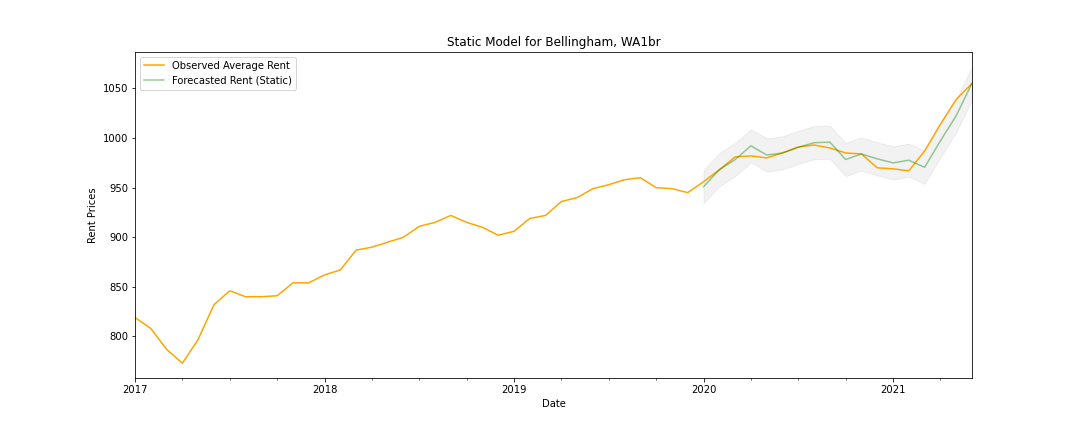 Static Model for Bellingham, WA1br
Observed Average Rent
Forecasted Rent (Static)
1050
1000
950
900
850
800
Rent Prices
2017
2018
2019
2020
2021
Date